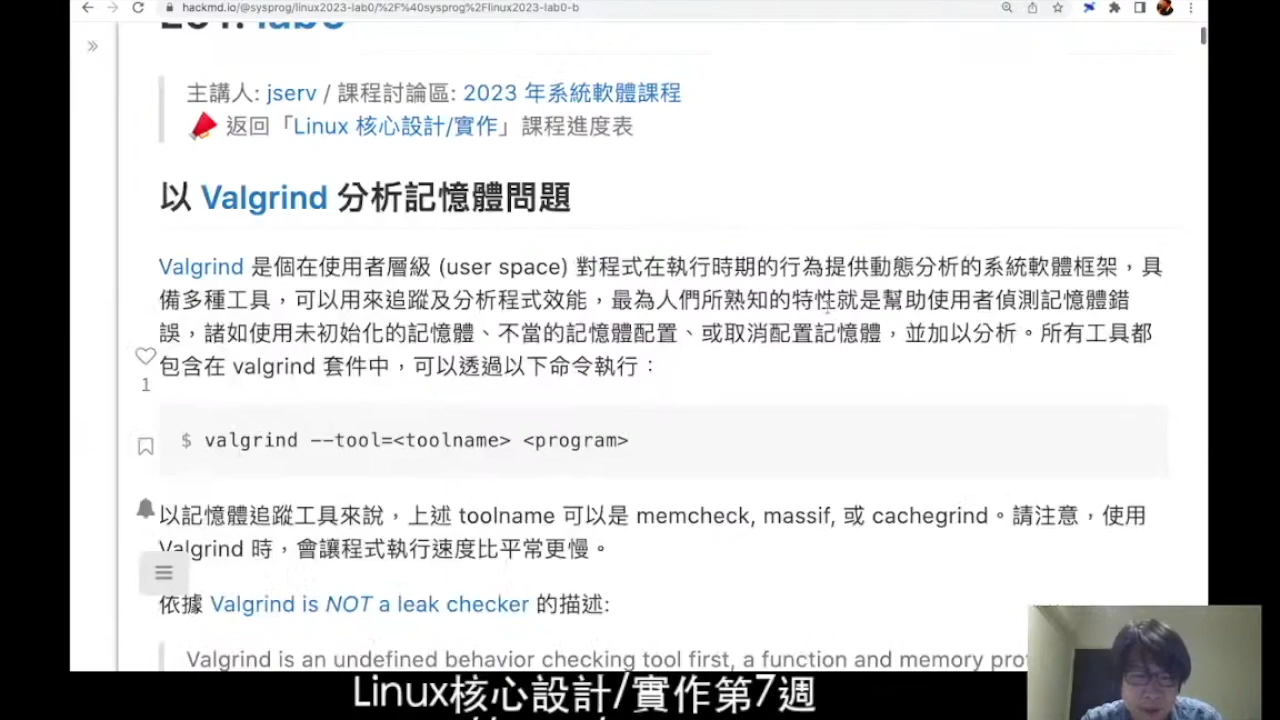 hackmd.io/@sysprog/linux2023-lab0/%2F%40sysprog%2Flinux2023-lab0-b
主講人: jserv / 課程討論區: 2023 年系統軟體課程
返回「Linux 核心設計/實作」課程進度表
以 Valgrind 分析記憶體問題
Valgrind 是個在使用者層級 (user space) 對程式在執行時期的行為提供動態分析的系統軟體框架，具
備多種工具，可以用來追蹤及分析程式效能，最為人們所熟知的特性就是幫助使用者偵測記憶體錯
誤，諸如使用未初始化的記憶體、不當的記憶體配置、或取消配置記憶體，並加以分析。所有工具都
包含在 valgrind 套件中，可以透過以下命令執行：
1
$ valgrind --tool=<toolname> <program>
以記憶體追蹤工具來說，上述 toolname 可以是 memcheck, massif, 或 cachegrind。請注意，使用
Valgrind 時，會讓程式執行速度比平常更慢。
依據 Valgrind is NOT a leak checker 的描述:
Valgrind is an undefined behavior checking tool first, a function and memory
Linux核心設計/實作第7週